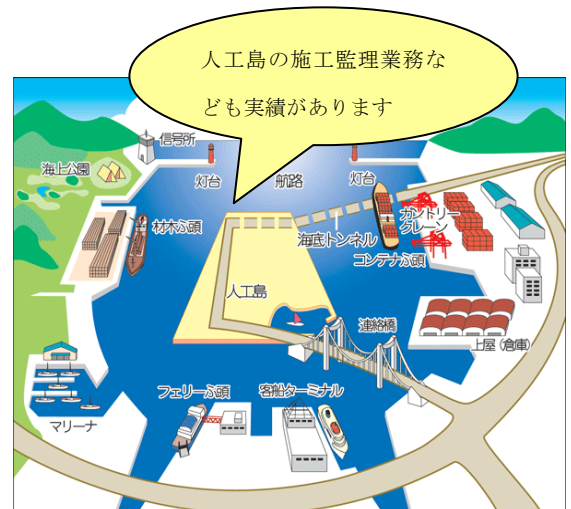 人工島の施工監理業務な
ども実績があります
信号所
海上公園
灯台
航路
灯台
材木ふ頭
ガントリー
クレーン
海底トンネル
コンテナふ頭
人工島
連絡橋
上屋(倉庫)
フェリーふ頭
客船ターミナル
マリーナ